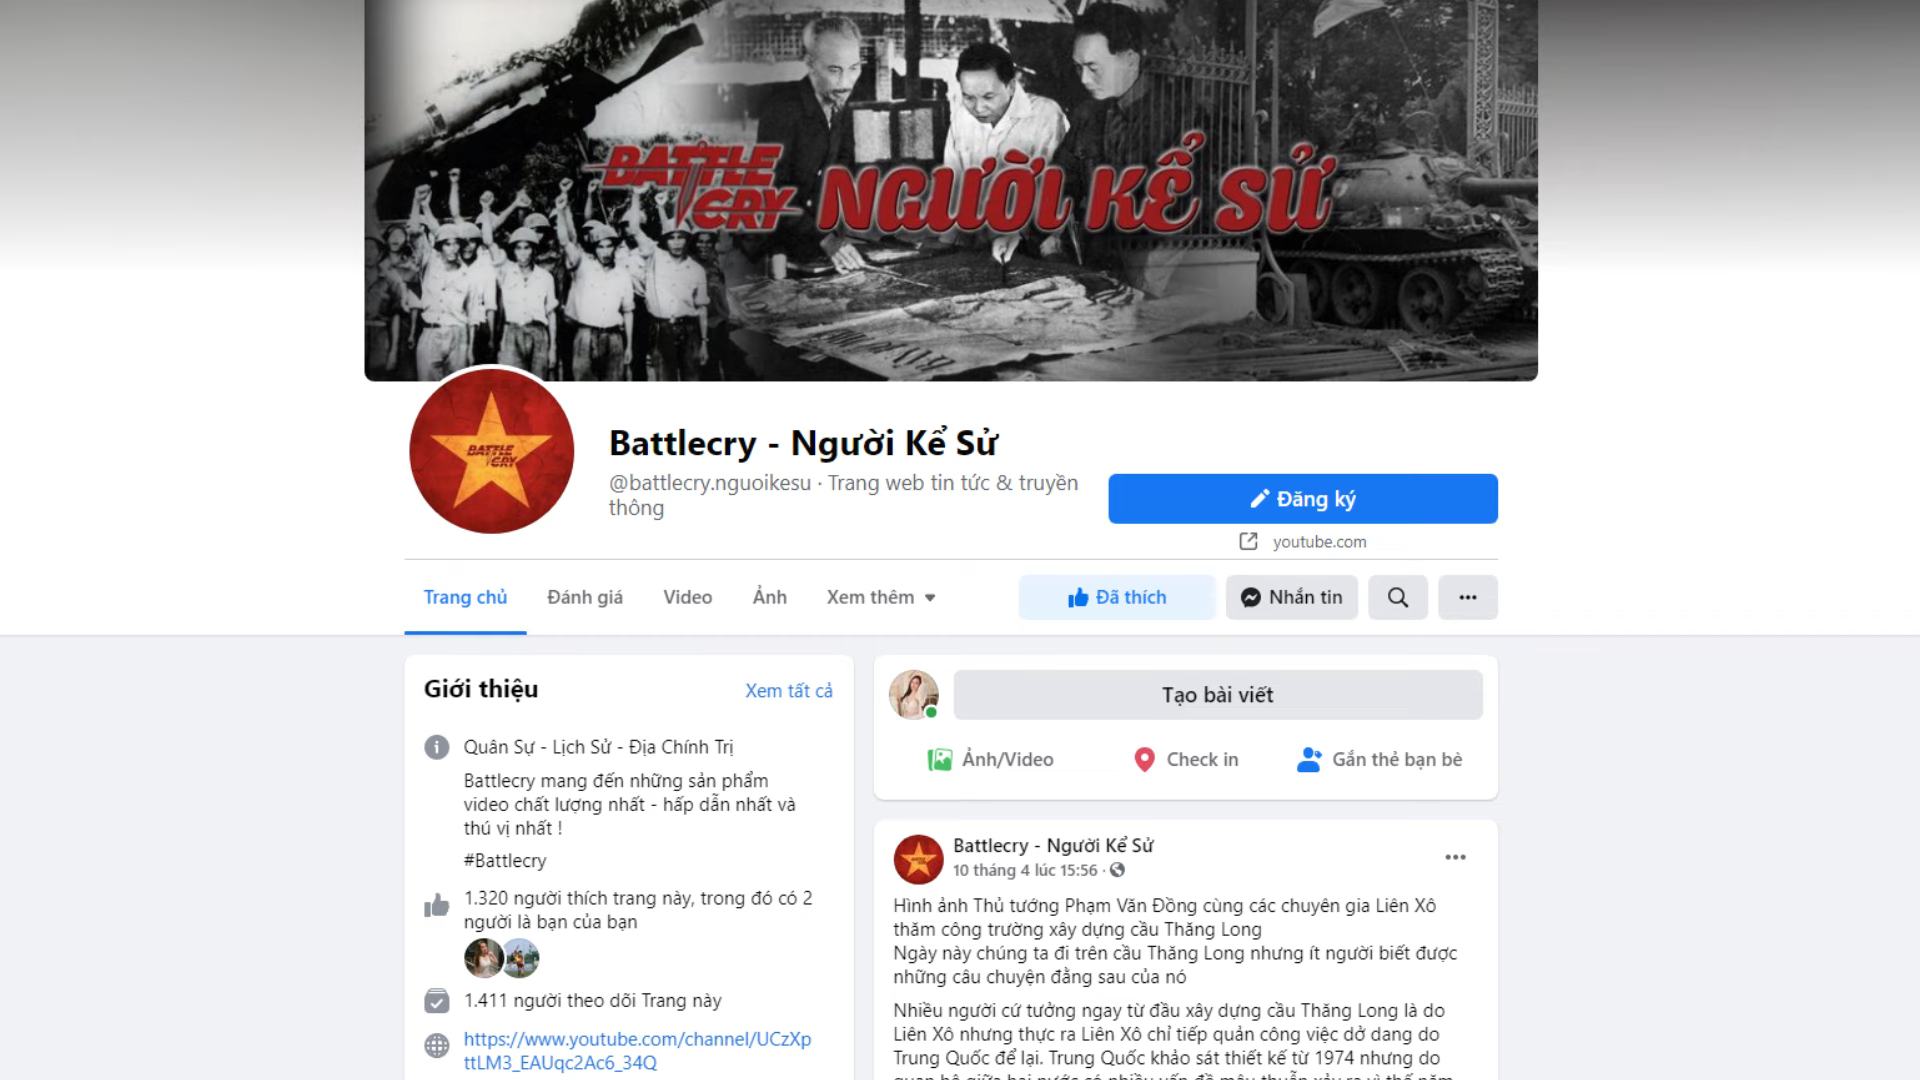 BATTLE
CRY
NGƯỜI KỂ SỬ
BATTLE
CRY
Battlecry - Người Kể Sử
@battlecry.nguoikesu · Trang web tin tức & truyền
thông
Đăng ký
youtube.com
Trang chủ
Đánh giá
Video
Ảnh
Xem thêm
Đã thích
Nhắn tin
Giới thiệu
Xem tất cả
Quân Sự - Lịch Sử - Địa Chính Trị
Battlecry mang đến những sản phẩm
video chất lượng nhất - hấp dẫn nhất và
thú vị nhất !
#Battlecry
1.320 người thích trang này, trong đó có 2
người là bạn của bạn
1.411 người theo dõi Trang này
https://www.youtube.com/channel/UCzXp
ttLM3_EAUqc2Ac6_34Q
Tạo bài viết
Ảnh/Video
Check in
Gắn thẻ bạn bè
Battlecry - Người Kể Sử
10 tháng 4 lúc 15:56 ·
Hình ảnh Thủ tướng Phạm Văn Đồng cùng các chuyên gia Liên Xô
thăm công trường xây dựng cầu Thăng Long
Ngày này chúng ta đi trên cầu Thăng Long nhưng ít người biết được
những câu chuyện đằng sau của nó
Nhiều người cứ tưởng ngay từ đầu xây dựng cầu Thăng Long là do
Liên Xô nhưng thực ra Liên Xô chỉ tiếp quản công việc dở dang do
Trung Quốc để lại. Trung Quốc khảo sát thiết kế từ 1974 nhưng do
quan hệ giữa hai nước có nhiều vấn đề mâu thuẫn xảy ra vì thế năm